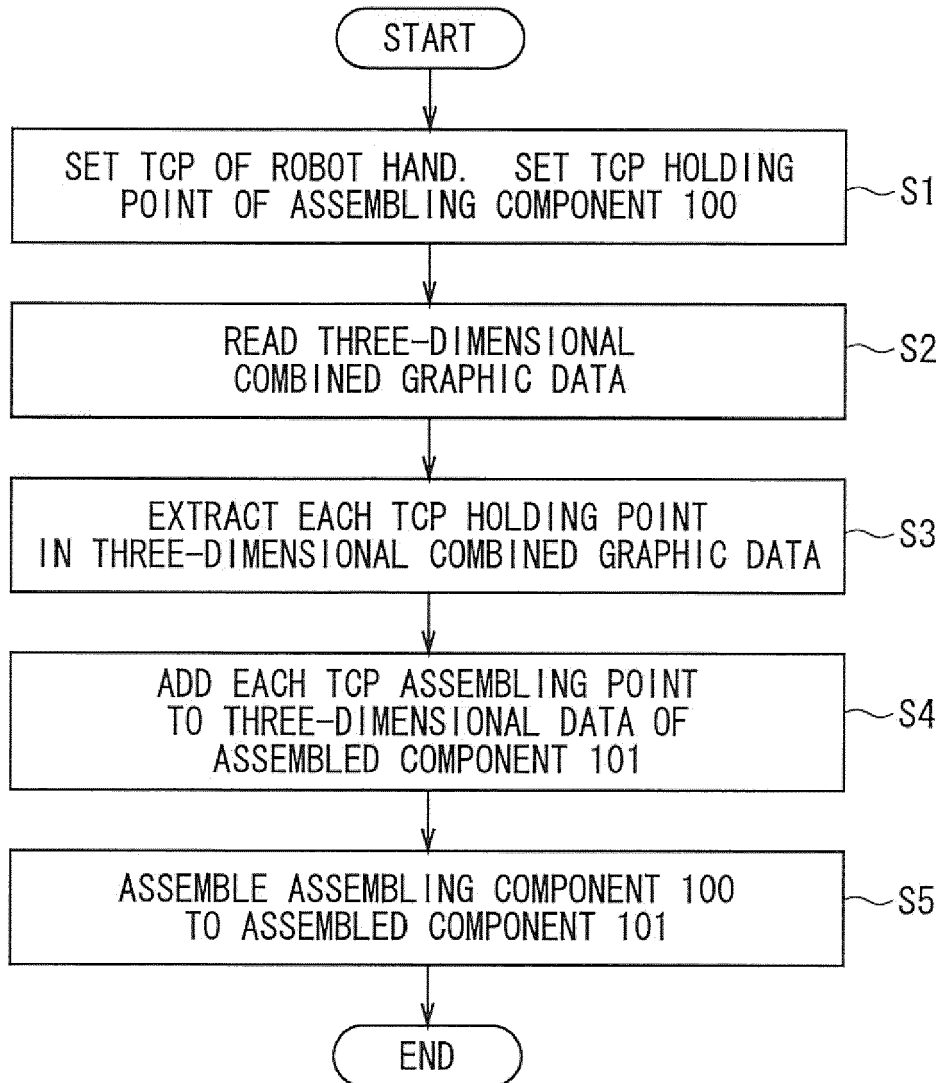 START
SET TCP OF ROBOT HAND. SET TCP HOLDING
POINT OF ASSEMBLING COMPONENT 100
S1
READ THREE-DIMENSIONAL
COMBINED GRAPHIC DATA
S2
EXTRACT EACH TCP HOLDING POINT
IN THREE-DIMENSIONAL COMBINED GRAPHIC DATA
S3
ADD EACH TCP ASSEMBLING POINT
TO THREE-DIMENSIONAL DATA OF
ASSEMBLED COMPONENT 101
S4
ASSEMBLE ASSEMBLING COMPONENT 100
TO ASSEMBLED COMPONENT 101
S5
END